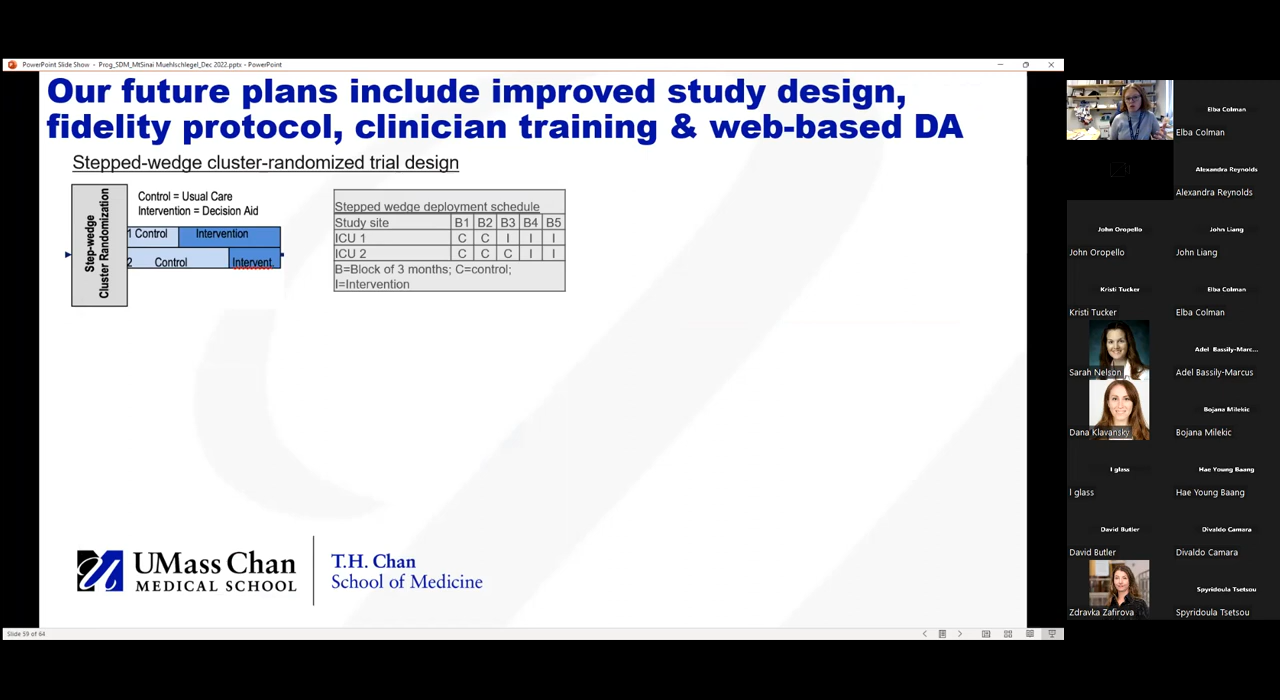 PowerPoint Slide Show - Prog_SDM_MtSinai Muehlschlegel_Dec 2022.pptx - PowerPoint
Our future plans include improved study design,
fidelity protocol, clinician training & web-based DA
Stepped-wedge cluster-randomized trial design
Step-wedge
Cluster Randomization
Control = Usual Care
Intervention = Decision Aid
1 Control Intervention
2 Control Intervent.
Stepped wedge deployment schedule
Study site B1 B2 B3 B4 B5
ICU 1 C C I I I
ICU 2 C C C I I
B=Block of 3 months; C=control;
I=Intervention
UMass Chan
MEDICAL SCHOOL
T.H. Chan
School of Medicine
Slide 59 of 64
Elba Colman
Elba Colman
Alexandra Reynolds
Alexandra Reynolds
John Oropello
John Oropello
John Liang
John Liang
Kristi Tucker
Kristi Tucker
Elba Colman
Elba Colman
Sarah Nelson
Adel Bassily-Marc...
Adel Bassily-Marcus
Dana Klavansky
Bojana Milekic
Bojana Milekic
l glass
l glass
Hae Young Baang
Hae Young Baang
David Butler
David Butler
Divaldo Camara
Divaldo Camara
Zdravka Zafirova
Spyridoula Tsetsou
Spyridoula Tsetsou